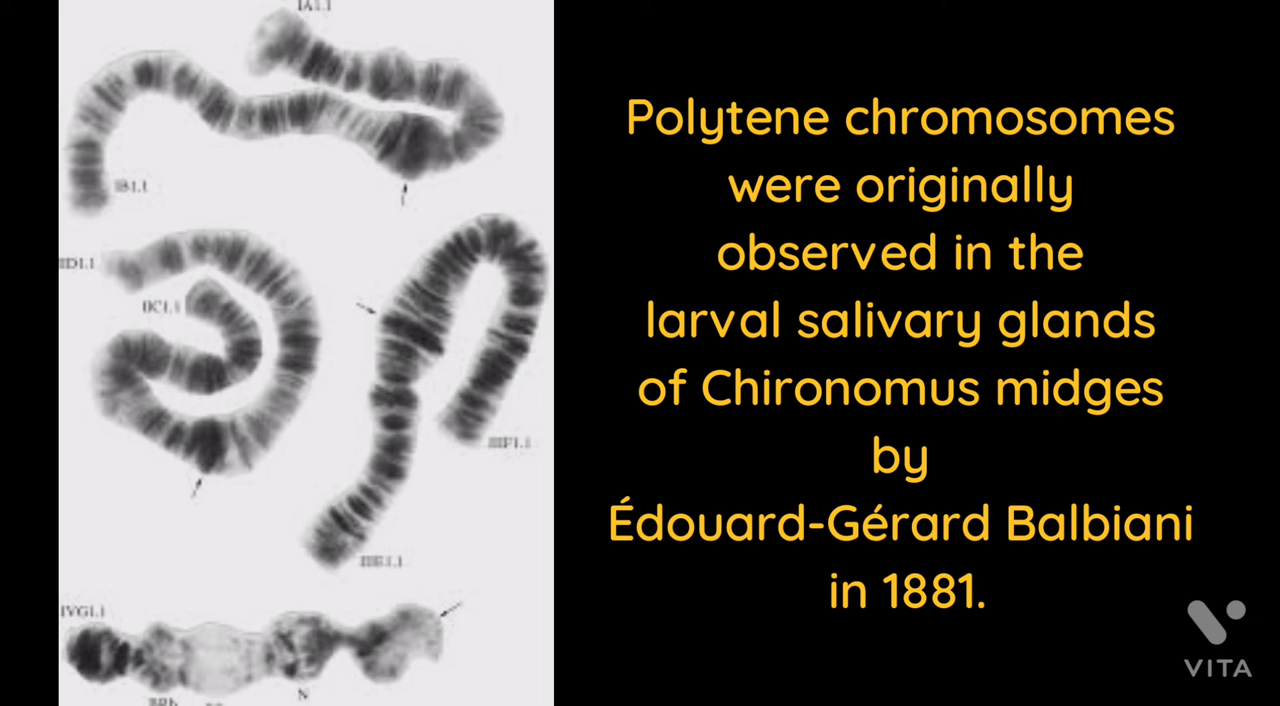 IA1.1
IB1.1
IID1.1
IIC1.1
IIIF1.1
IIIE1.1
IVG1.1
BRb
N
Polytene chromosomes
were originally
observed in the
larval salivary glands
of Chironomus midges
by
Édouard-Gérard Balbiani
in 1881.
VITA